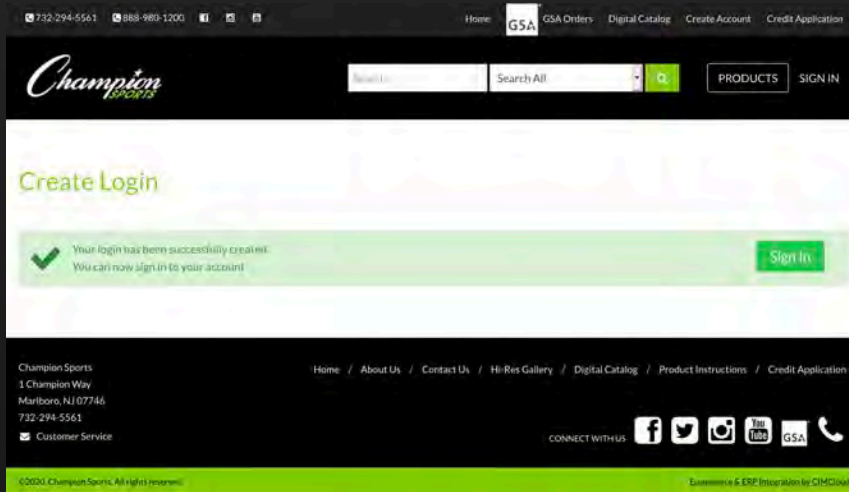 732-294-5561 888-980-1200 Home GSA GSA Orders Digital Catalog Create Account Credit Application
Champion SPORTS Search All PRODUCTS SIGN IN
Create Login
Your login has been successfully created.
You can now sign in to your account
Sign In
Champion Sports
1 Champion Way
Marlboro, NJ 07746
732-294-5561
Customer Service
Home / About Us / Contact Us / Hi-Res Gallery / Digital Catalog / Product Instructions / Credit Application
CONNECT WITH US You Tube GSA
©2020, Champion Sports. All rights reserved. Ecommerce & ERP Integration by CIMcloud